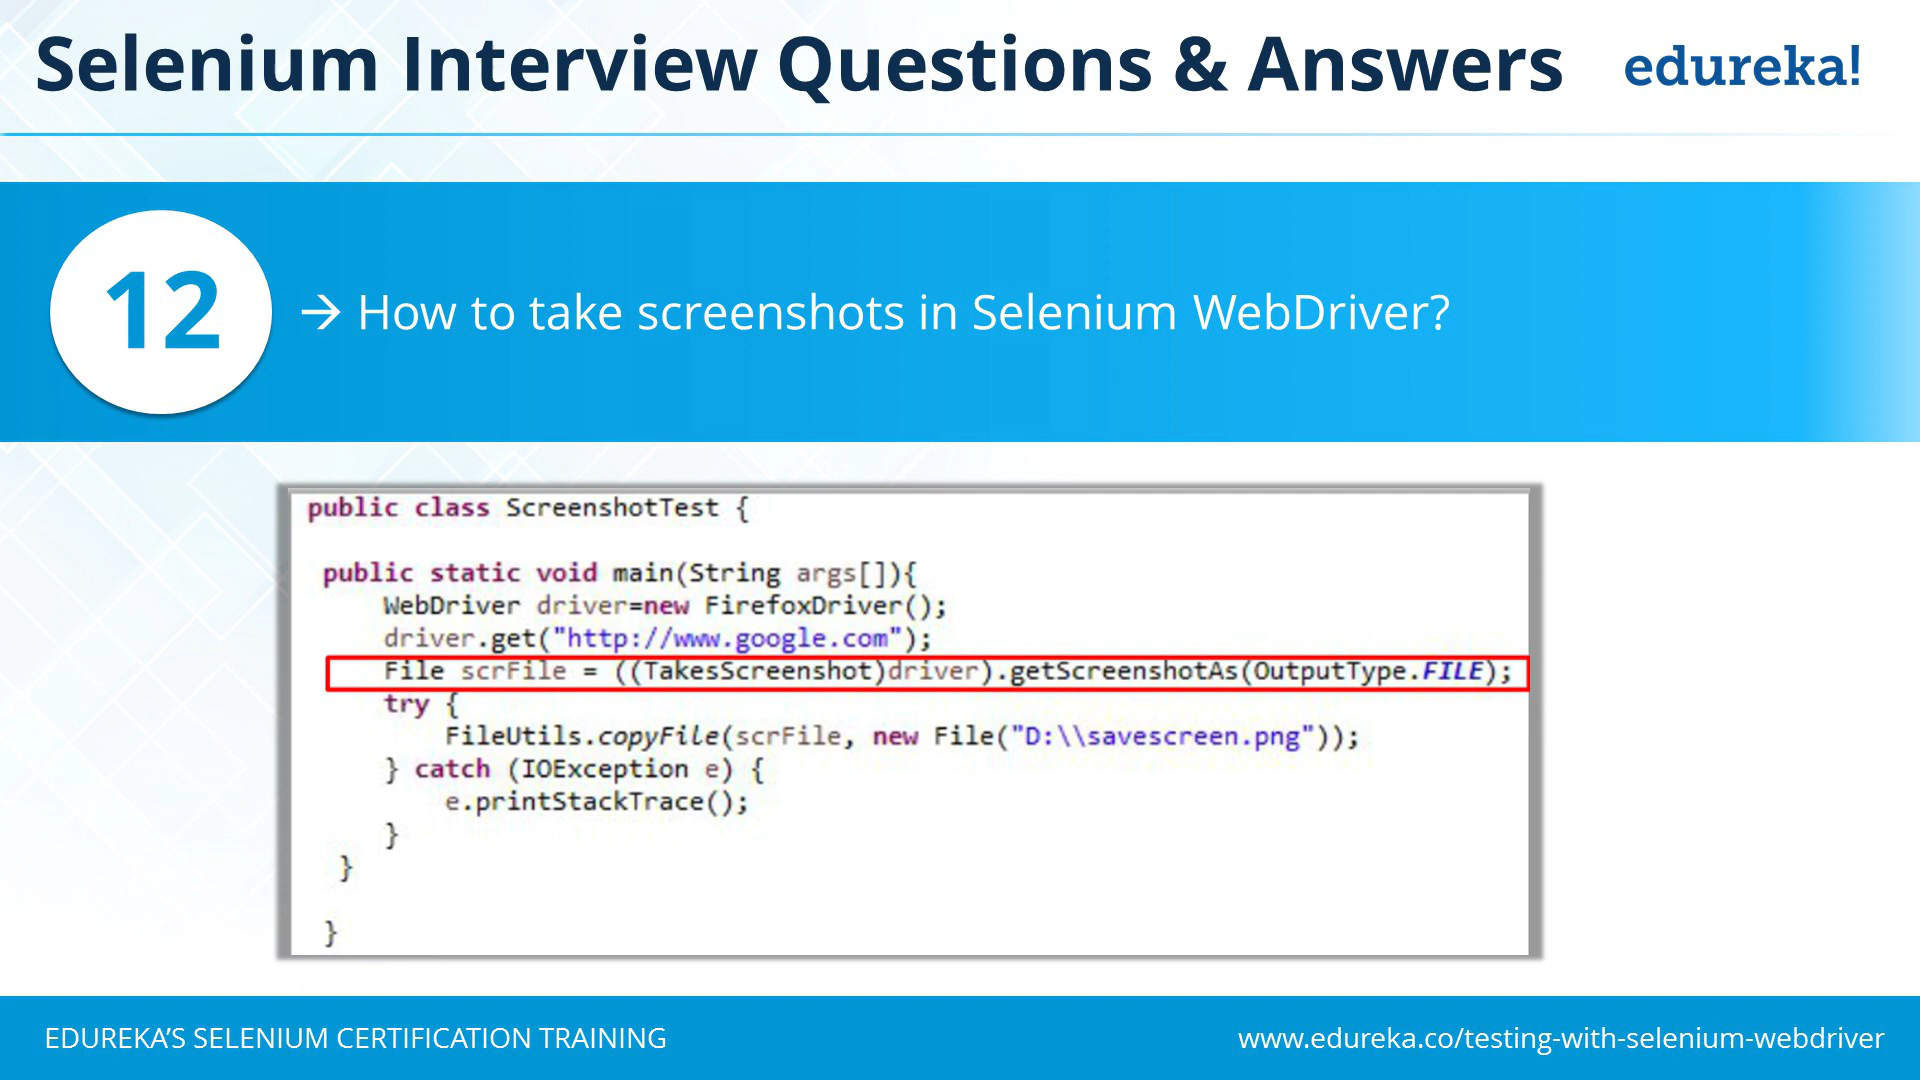 Selenium Interview Questions & Answers
edureka!
12
→ How to take screenshots in Selenium WebDriver?
public class ScreenshotTest {
public static void main(String args[]){
WebDriver driver=new FirefoxDriver();
driver.get("http://www.google.com");
File scrFile = ((TakesScreenshot)driver).getScreenshotAs(OutputType.FILE);
try {
FileUtils.copyFile(scrFile, new File("D:\\savescreen.png"));
} catch (IOException e) {
e.printStackTrace();
}
}
}
EDUREKA’S SELENIUM CERTIFICATION TRAINING
www.edureka.co/testing-with-selenium-webdriver